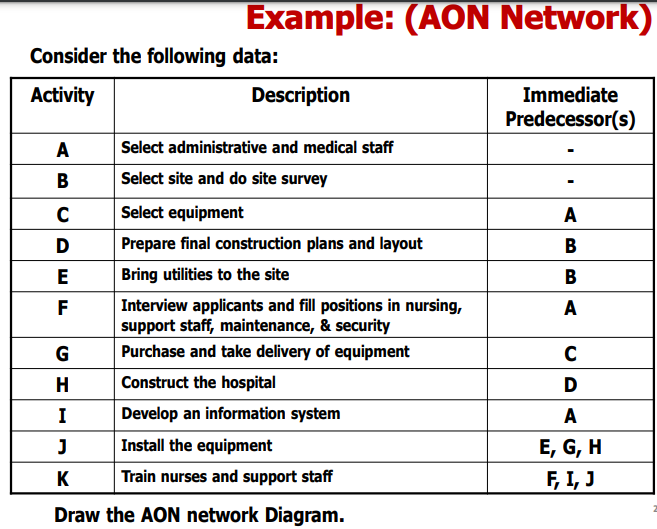 Example: (AON Network)
Consider the following data:
Activity Description Immediate
Predecessor(s)
A Select administrative and medical staff -
B Select site and do site survey -
C Select equipment A
D Prepare final construction plans and layout B
E Bring utilities to the site B
F Interview applicants and fill positions in nursing, A
support staff, maintenance, & security
G Purchase and take delivery of equipment C
H Construct the hospital D
I Develop an information system A
J Install the equipment E, G, H
K Train nurses and support staff F, I, J
Draw the AON network Diagram.
2